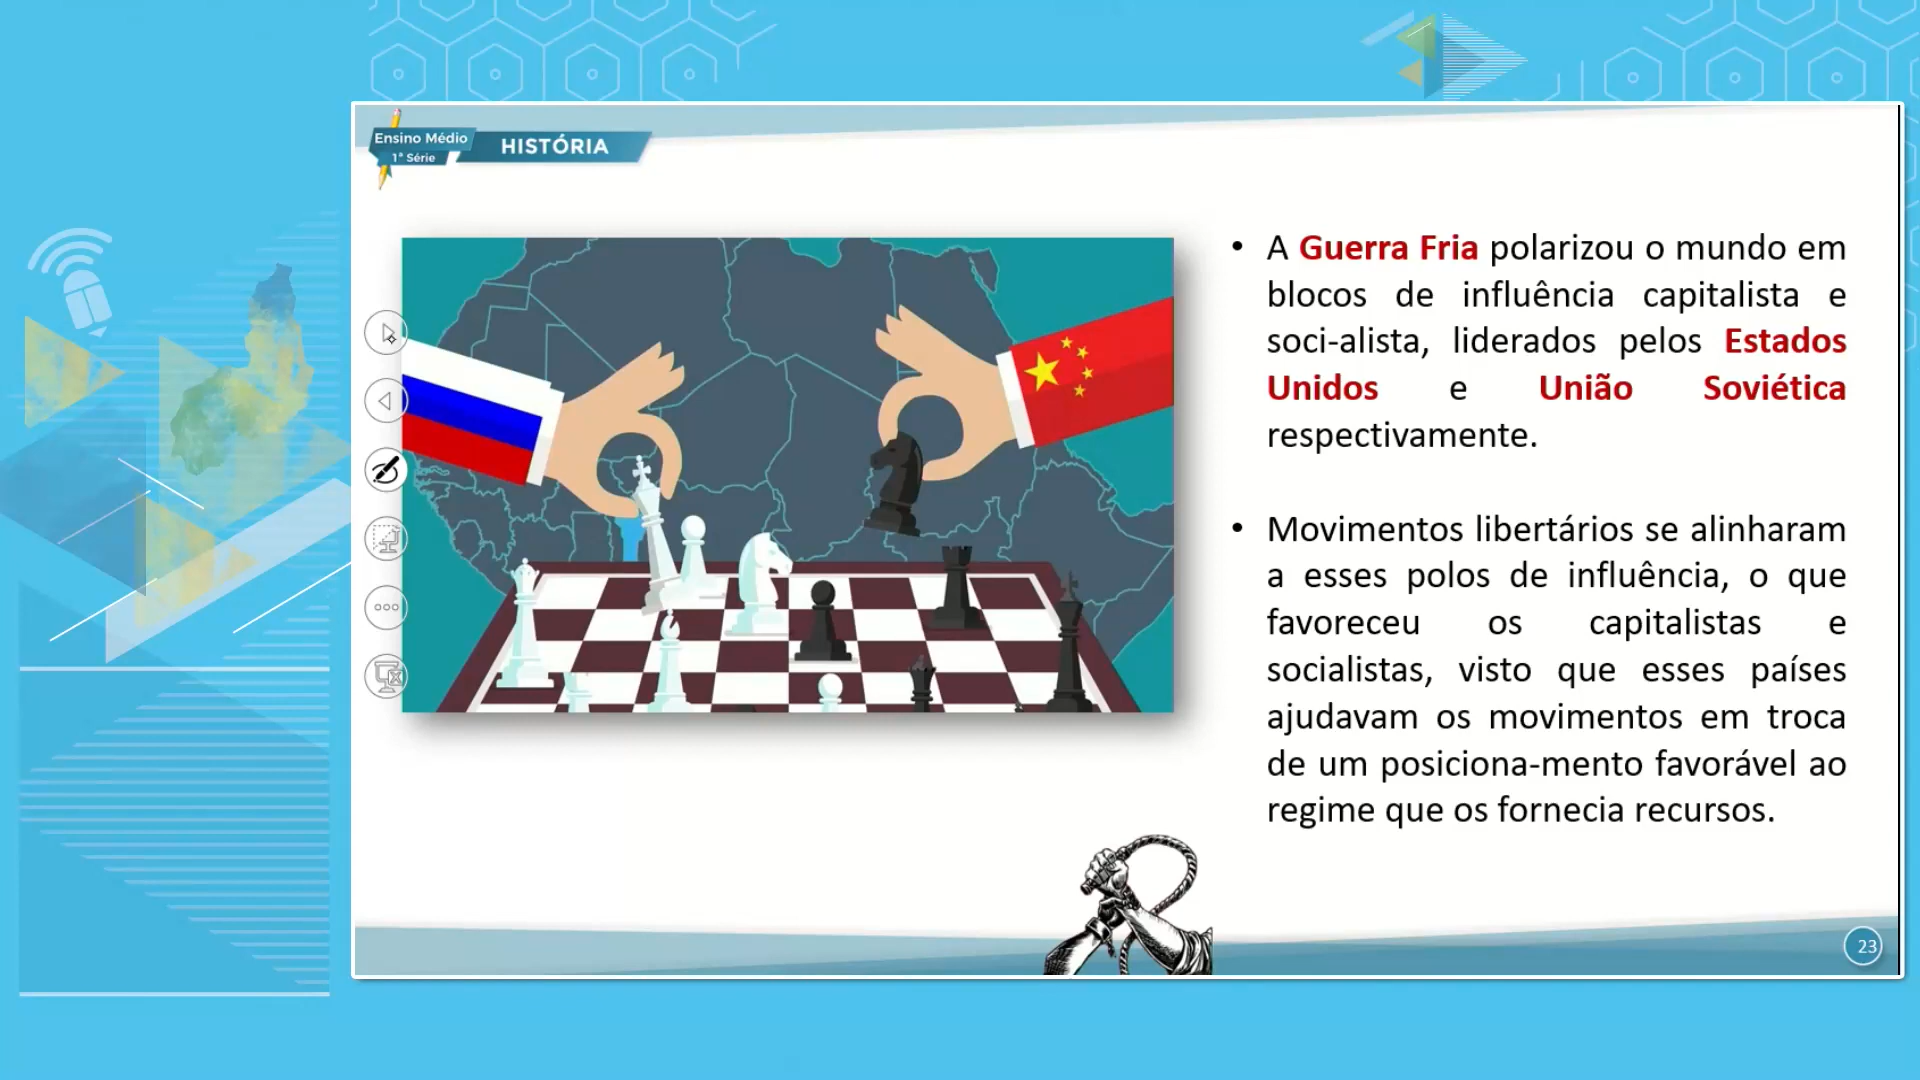 Ensino Médio
1ª Série
HISTÓRIA
• A Guerra Fria polarizou o mundo em
blocos de influência capitalista e
soci-alista, liderados pelos Estados
Unidos e União Soviética
respectivamente.
• Movimentos libertários se alinharam
a esses polos de influência, o que
favoreceu os capitalistas e
socialistas, visto que esses países
ajudavam os movimentos em troca
de um posiciona-mento favorável ao
regime que os fornecia recursos.
23